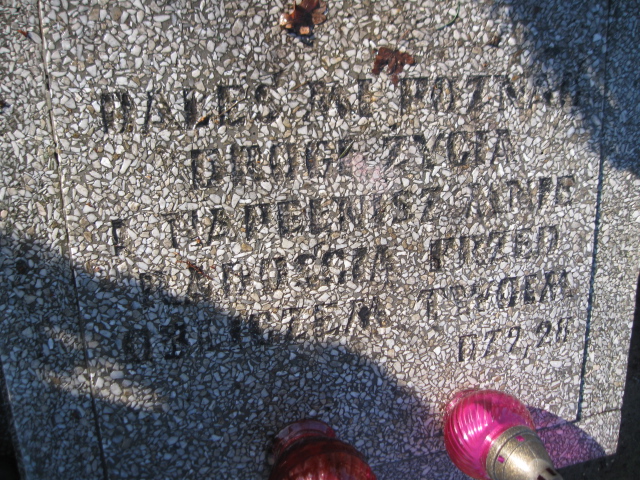 DAŁEŚ MI POZNAĆ
DROGI ŻYCIA
I NAPEŁNISZ MNIE
RADOŚCIĄ PRZED
OBLICZEM TWOIM
DZ 2,28